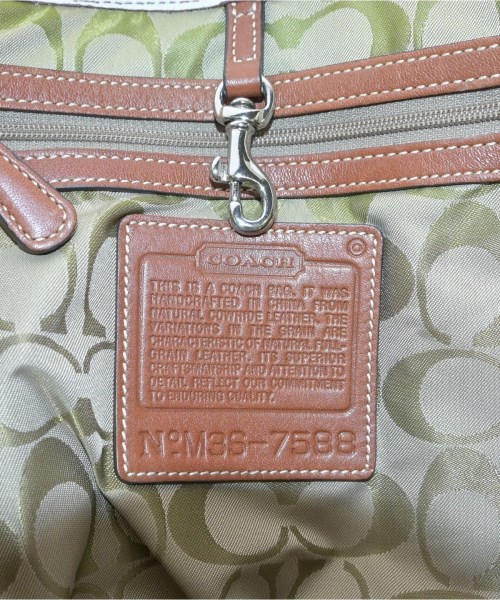 ©
COACH
THIS IS A COACH BAG. IT WAS
HANDCRAFTED IN CHINA FROM
NATURAL COWHIDE LEATHER. THE
VARIATIONS IN THE GRAIN ARE
CHARACTERISTIC OF NATURAL FULL-
GRAIN LEATHER. ITS SUPERIOR
CRAFTSMANSHIP AND ATTENTION TO
DETAIL REFLECT OUR COMMITMENT
TO ENDURING QUALITY.
NºM36-7588